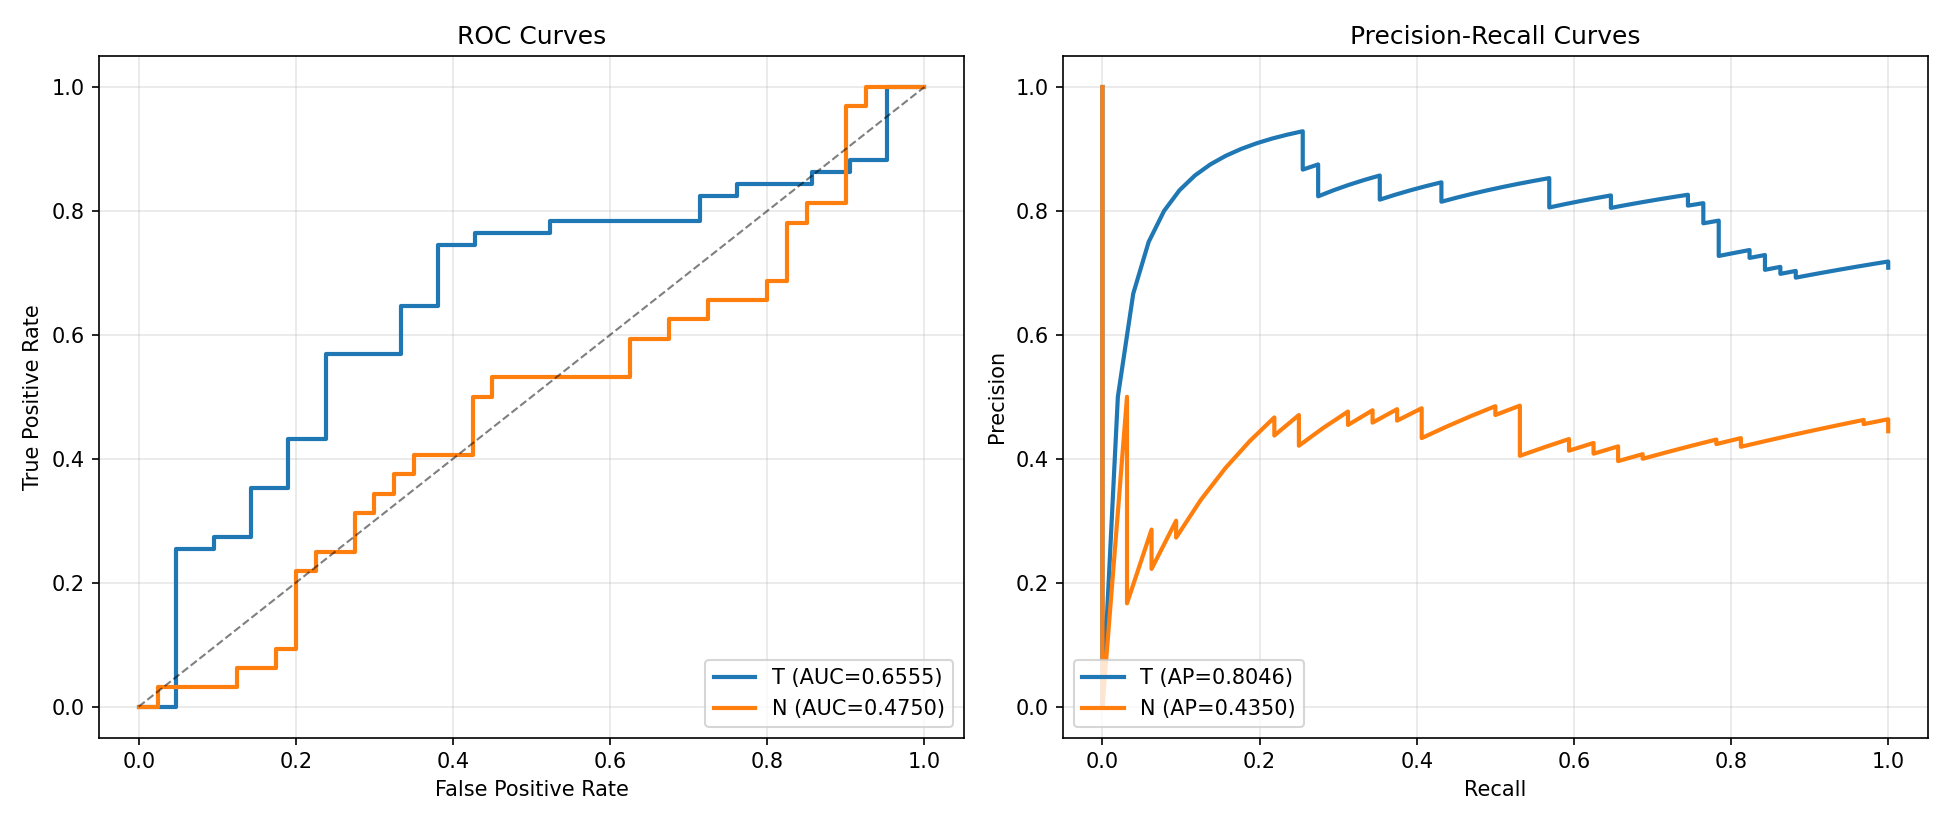 ROC Curves
True Positive Rate
1.0
0.8
0.6
0.4
0.2
0.0
T (AUC=0.6555)
N (AUC=0.4750)
0.0 0.2 0.4 0.6 0.8 1.0
False Positive Rate
Precision-Recall Curves
Precision
1.0
0.8
0.6
0.4
0.2
0.0
T (AP=0.8046)
N (AP=0.4350)
0.0 0.2 0.4 0.6 0.8 1.0
Recall